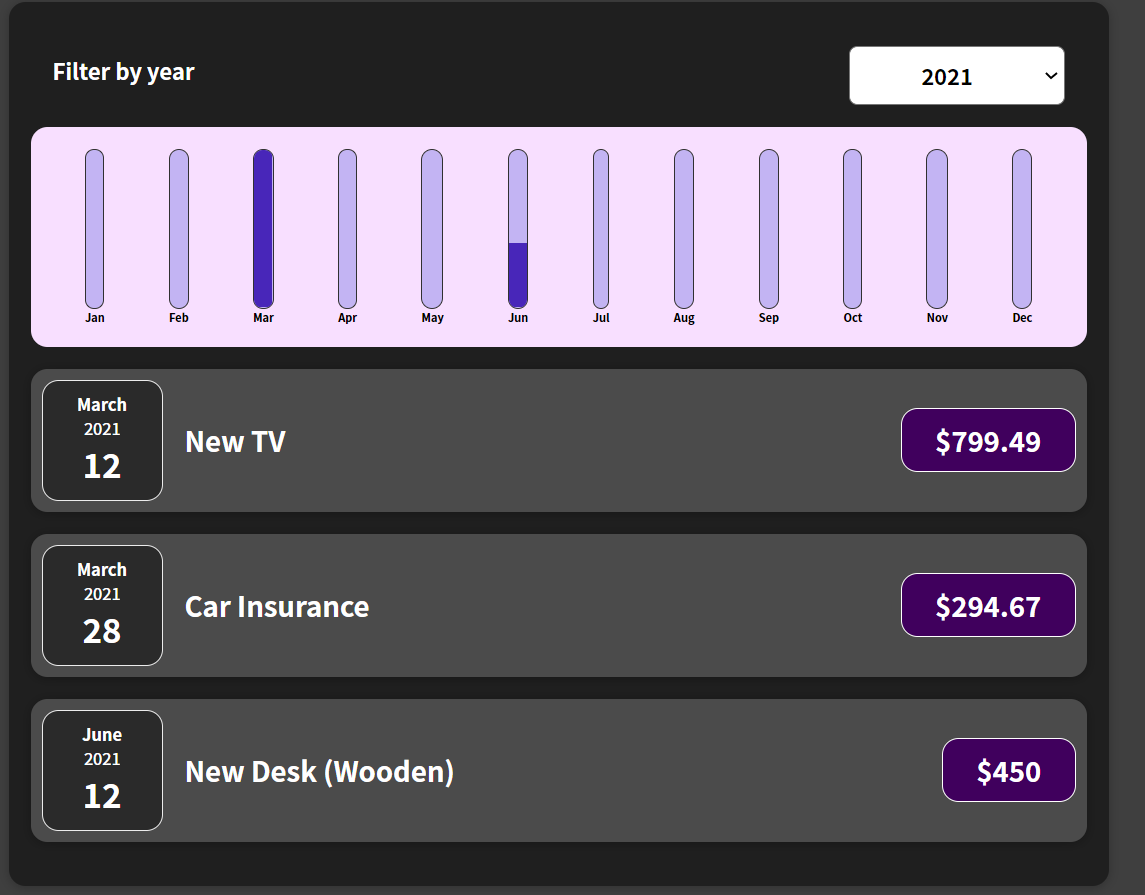 Filter by year
2021
Jan Feb Mar Apr May Jun Jul Aug Sep Oct Nov Dec
March
2021
12
New TV
$799.49
March
2021
28
Car Insurance
$294.67
June
2021
12
New Desk (Wooden)
$450